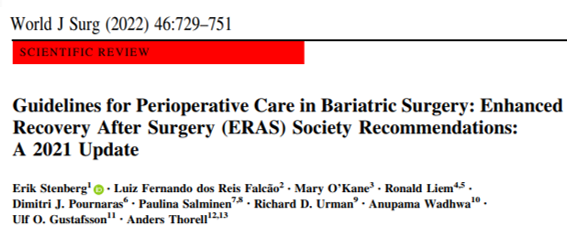 World J Surg (2022) 46:729–751
SCIENTIFIC REVIEW
Guidelines for Perioperative Care in Bariatric Surgery: Enhanced
Recovery After Surgery (ERAS) Society Recommendations:
A 2021 Update
Erik Stenberg1 iD · Luiz Fernando dos Reis Falcão2 · Mary O’Kane3 · Ronald Liem4,5 ·
Dimitri J. Pournaras6 · Paulina Salminen7,8 · Richard D. Urman9 · Anupama Wadhwa10 ·
Ulf O. Gustafsson11 · Anders Thorell12,13